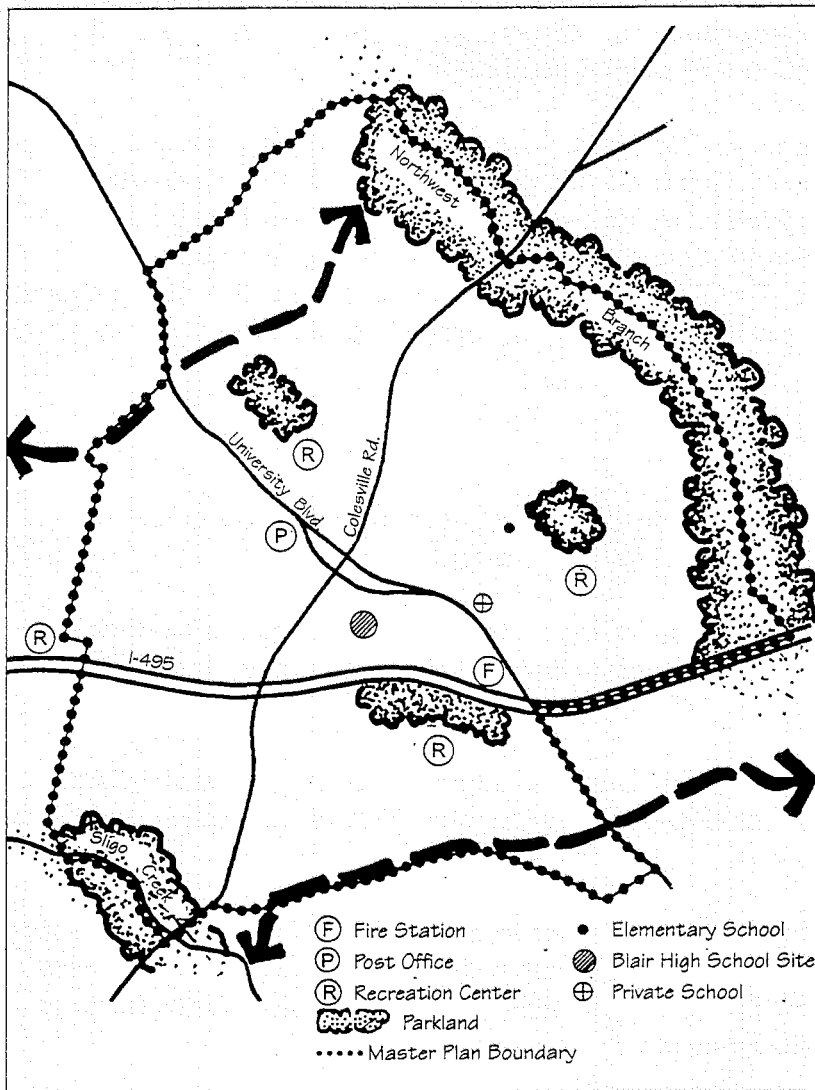 Northwest
Branch
University Blvd
Colesville Rd.
R
P
R
R
I-495
F
R
Sligo
Creek
F Fire Station
P Post Office
R Recreation Center
Parkland
Master Plan Boundary
Elementary School
Blair High School Site
Private School